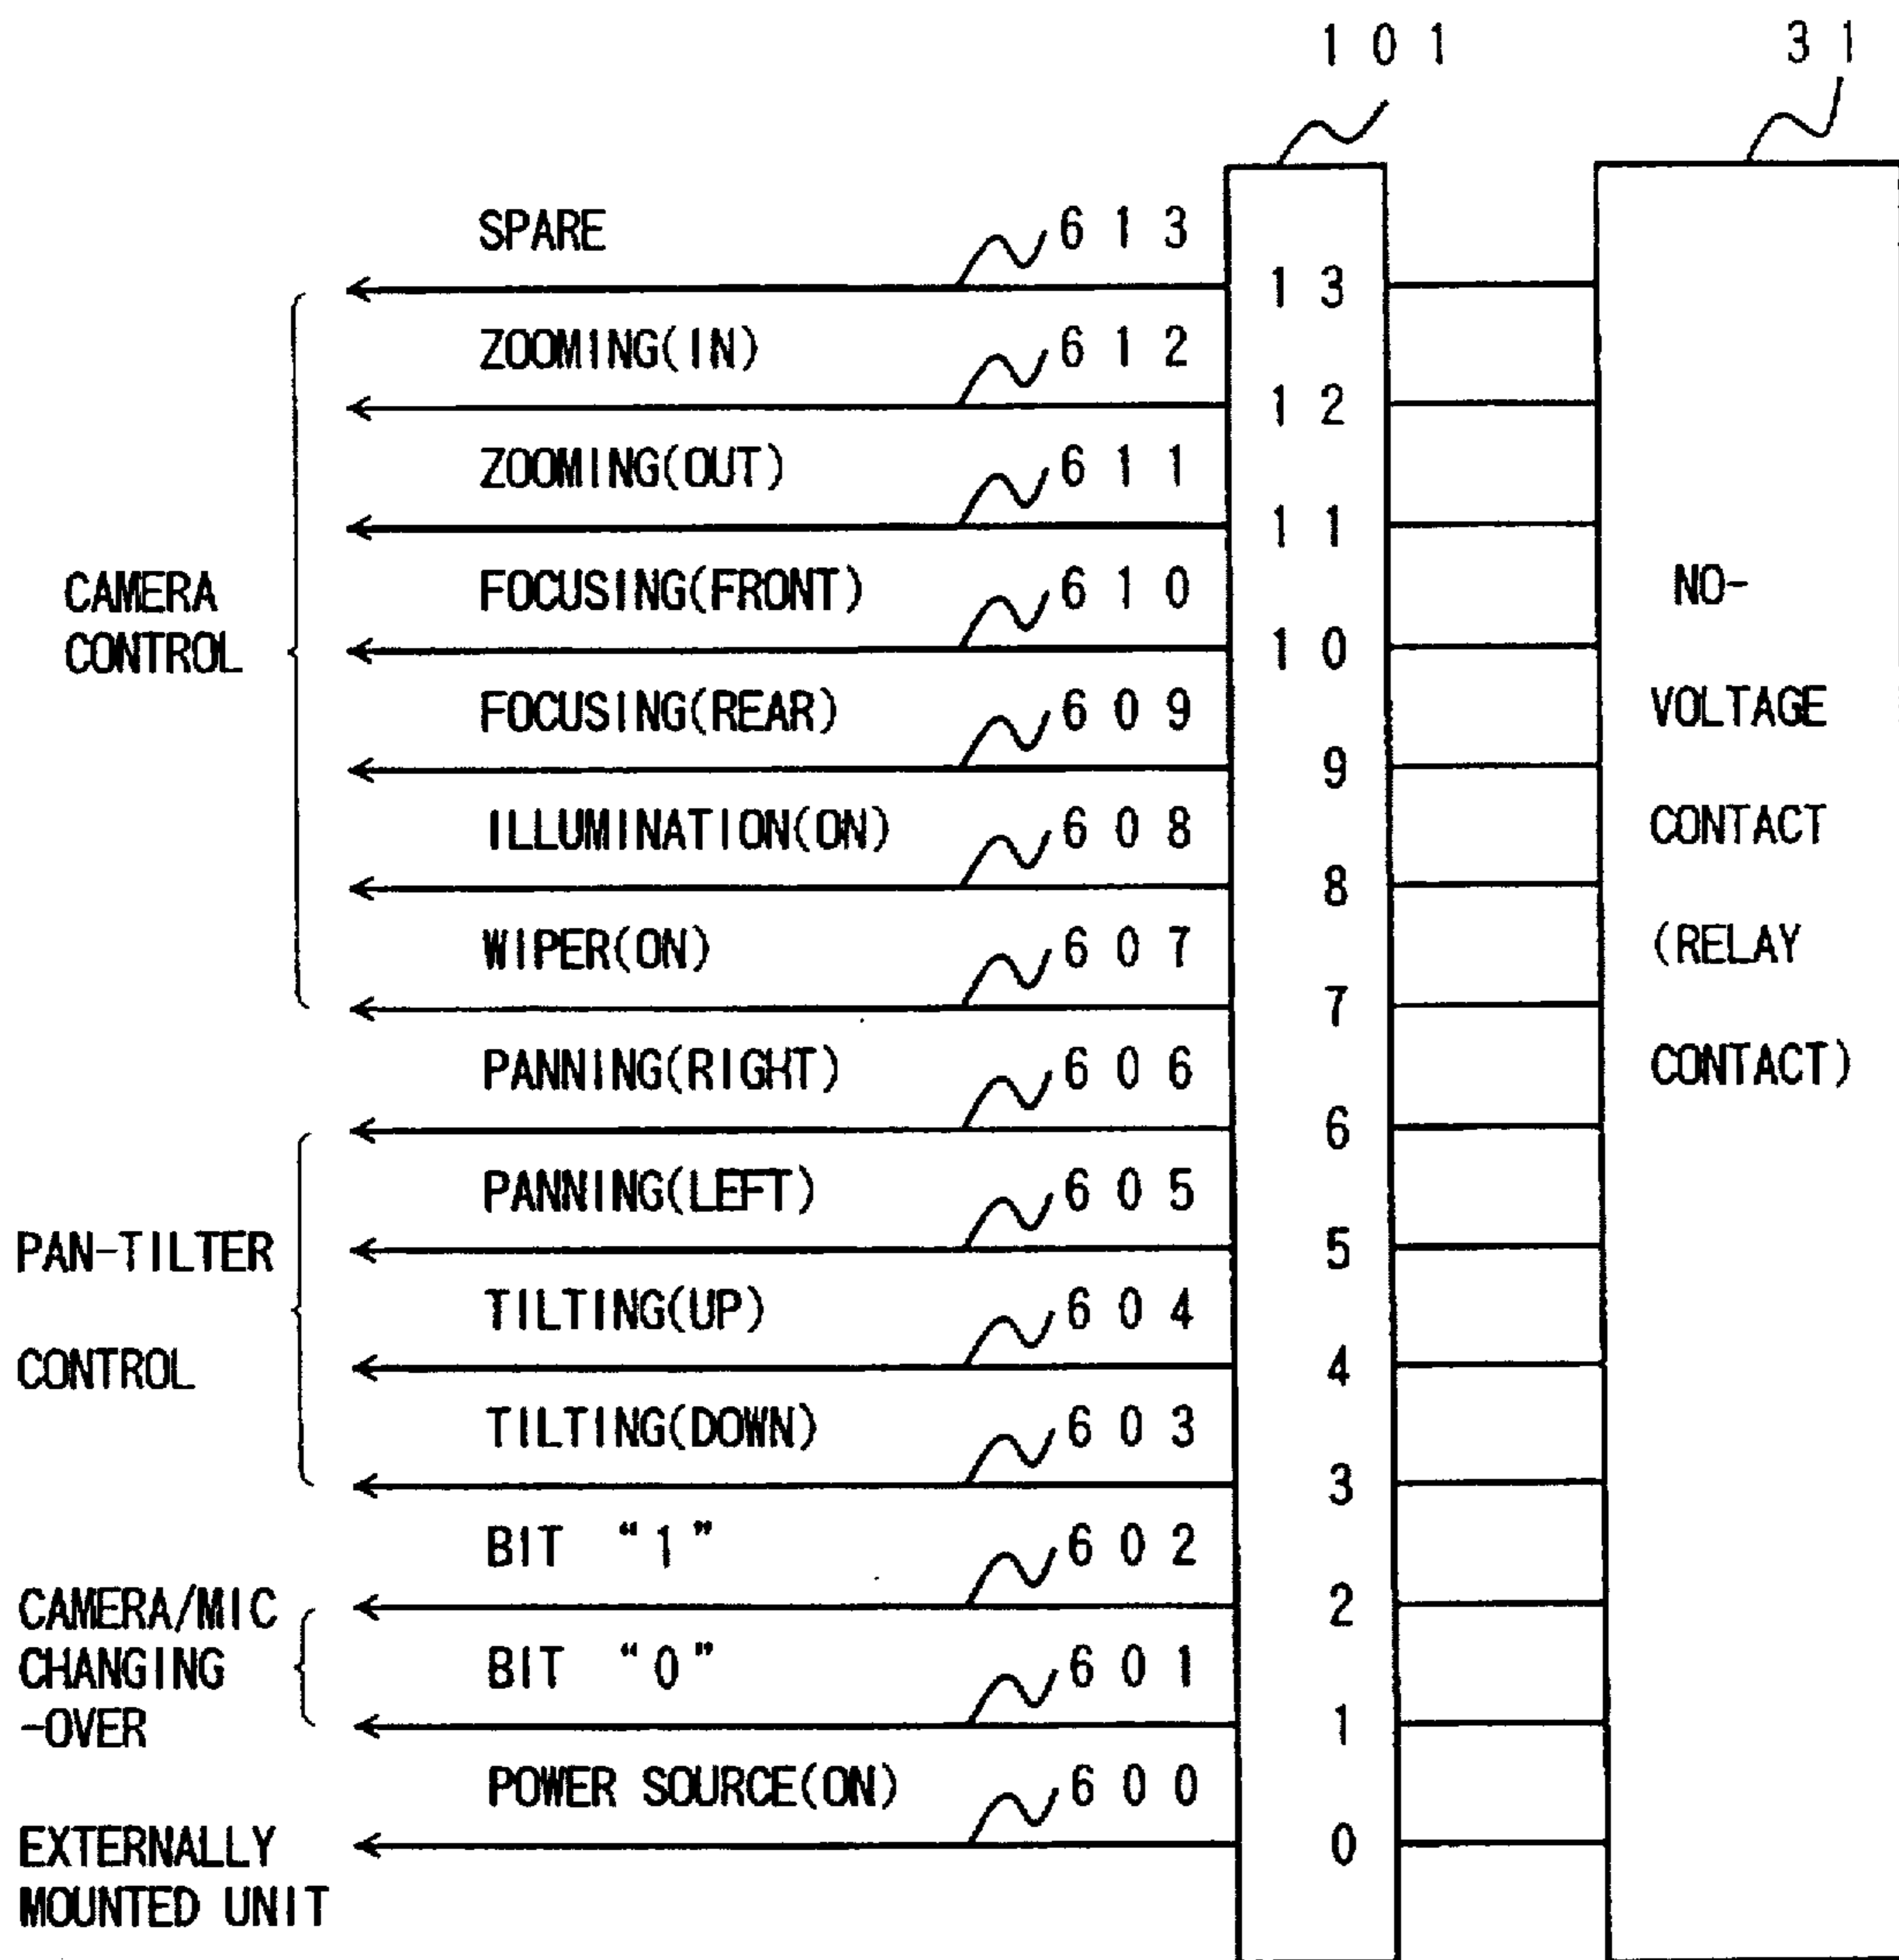 1 0 1
3 1
SPARE
6 1 3
1 3
ZOOMING(IN)
6 1 2
1 2
ZOOMING(OUT)
6 1 1
1 1
FOCUSING(FRONT)
6 1 0
1 0
FOCUSING(REAR)
6 0 9
9
ILLUMINATION(ON)
6 0 8
8
WIPER(ON)
6 0 7
7
PANNING(RIGHT)
6 0 6
6
PANNING(LEFT)
6 0 5
5
TILTING(UP)
6 0 4
4
TILTING(DOWN)
6 0 3
3
BIT “1”
6 0 2
2
BIT “0”
6 0 1
1
POWER SOURCE(ON)
6 0 0
0
CAMERA
CONTROL
PAN-TILTER
CONTROL
CAMERA/MIC
CHANGING
-OVER
EXTERNALLY
MOUNTED UNIT
NO-
VOLTAGE
CONTACT
(RELAY
CONTACT)